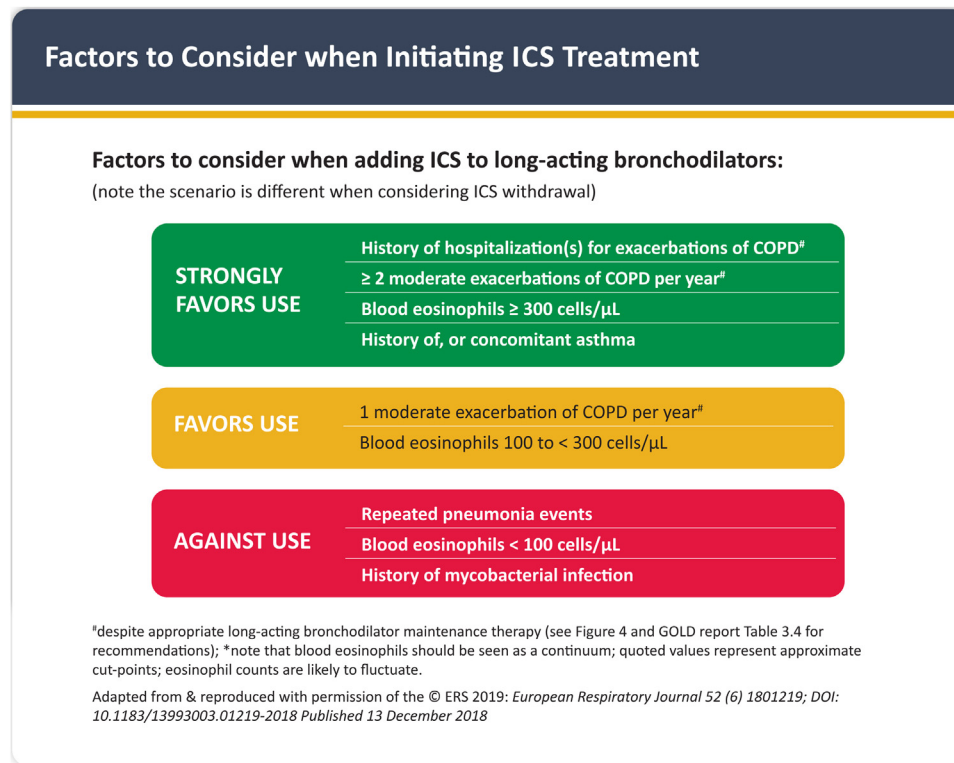 Factors to Consider when Initiating ICS Treatment
Factors to consider when adding ICS to long-acting bronchodilators:
(note the scenario is different when considering ICS withdrawal)
STRONGLY
FAVORS USE
History of hospitalization(s) for exacerbations of COPD#
≥ 2 moderate exacerbations of COPD per year#
Blood eosinophils ≥ 300 cells/μL
History of, or concomitant asthma
FAVORS USE
1 moderate exacerbation of COPD per year#
Blood eosinophils 100 to < 300 cells/μL
AGAINST USE
Repeated pneumonia events
Blood eosinophils < 100 cells/μL
History of mycobacterial infection
#despite appropriate long-acting bronchodilator maintenance therapy (see Figure 4 and GOLD report Table 3.4 for
recommendations); *note that blood eosinophils should be seen as a continuum; quoted values represent approximate
cut-points; eosinophil counts are likely to fluctuate.
Adapted from & reproduced with permission of the © ERS 2019: European Respiratory Journal 52 (6) 1801219; DOI:
10.1183/13993003.01219-2018 Published 13 December 2018